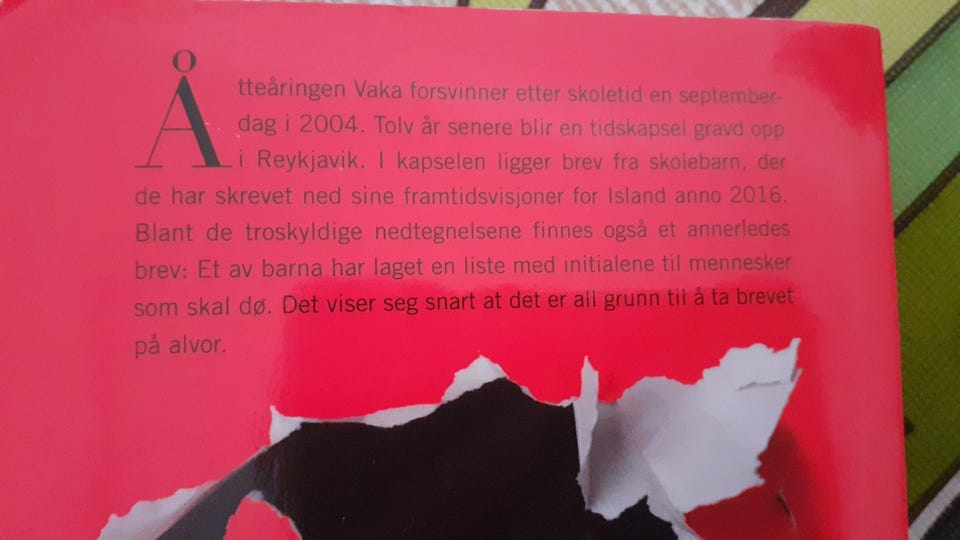 Åtteåringen Vaka forsvinner etter skoletid en september-
dag i 2004. Tolv år senere blir en tidskapsel gravd opp
i Reykjavik. I kapselen ligger brev fra skolebarn, der
de har skrevet ned sine framtidsvisjoner for Island anno 2016.
Blant de troskyldige nedtegnelsene finnes også et annerledes
brev: Et av barna har laget en liste med initialene til mennesker
som skal dø. Det viser seg snart at det er all grunn til å ta brevet
på alvor.